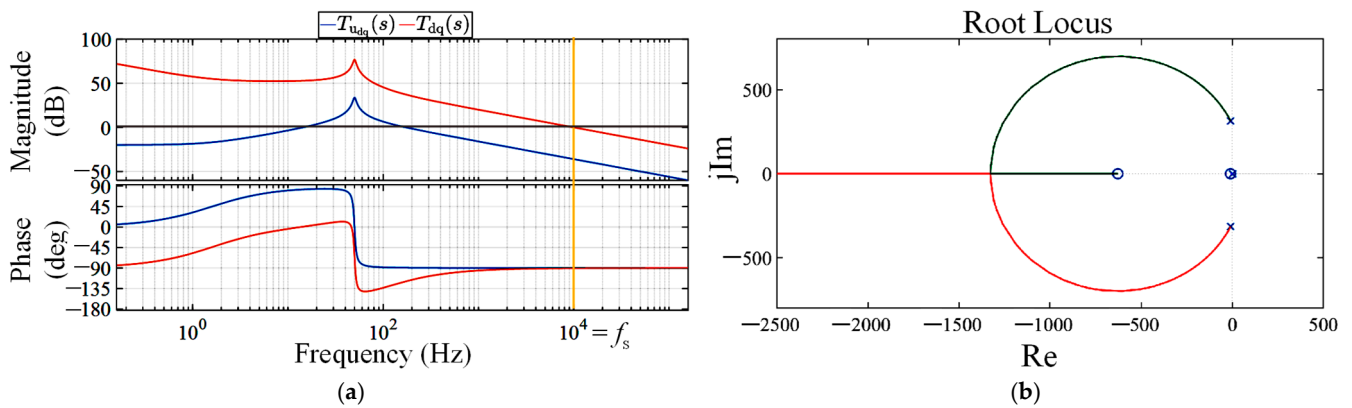 —T_{u_{dq}}(s) —T_{dq}(s)
100
50
0
−50
Magnitude
(dB)
90
45
0
−45
−90
−135
−180
Phase
(deg)
10^0
10^2
10^4 = f_s
Frequency (Hz)
(a)
Root Locus
500
0
−500
jIm
−2500 −2000 −1500 −1000 −500 0 500
Re
(b)